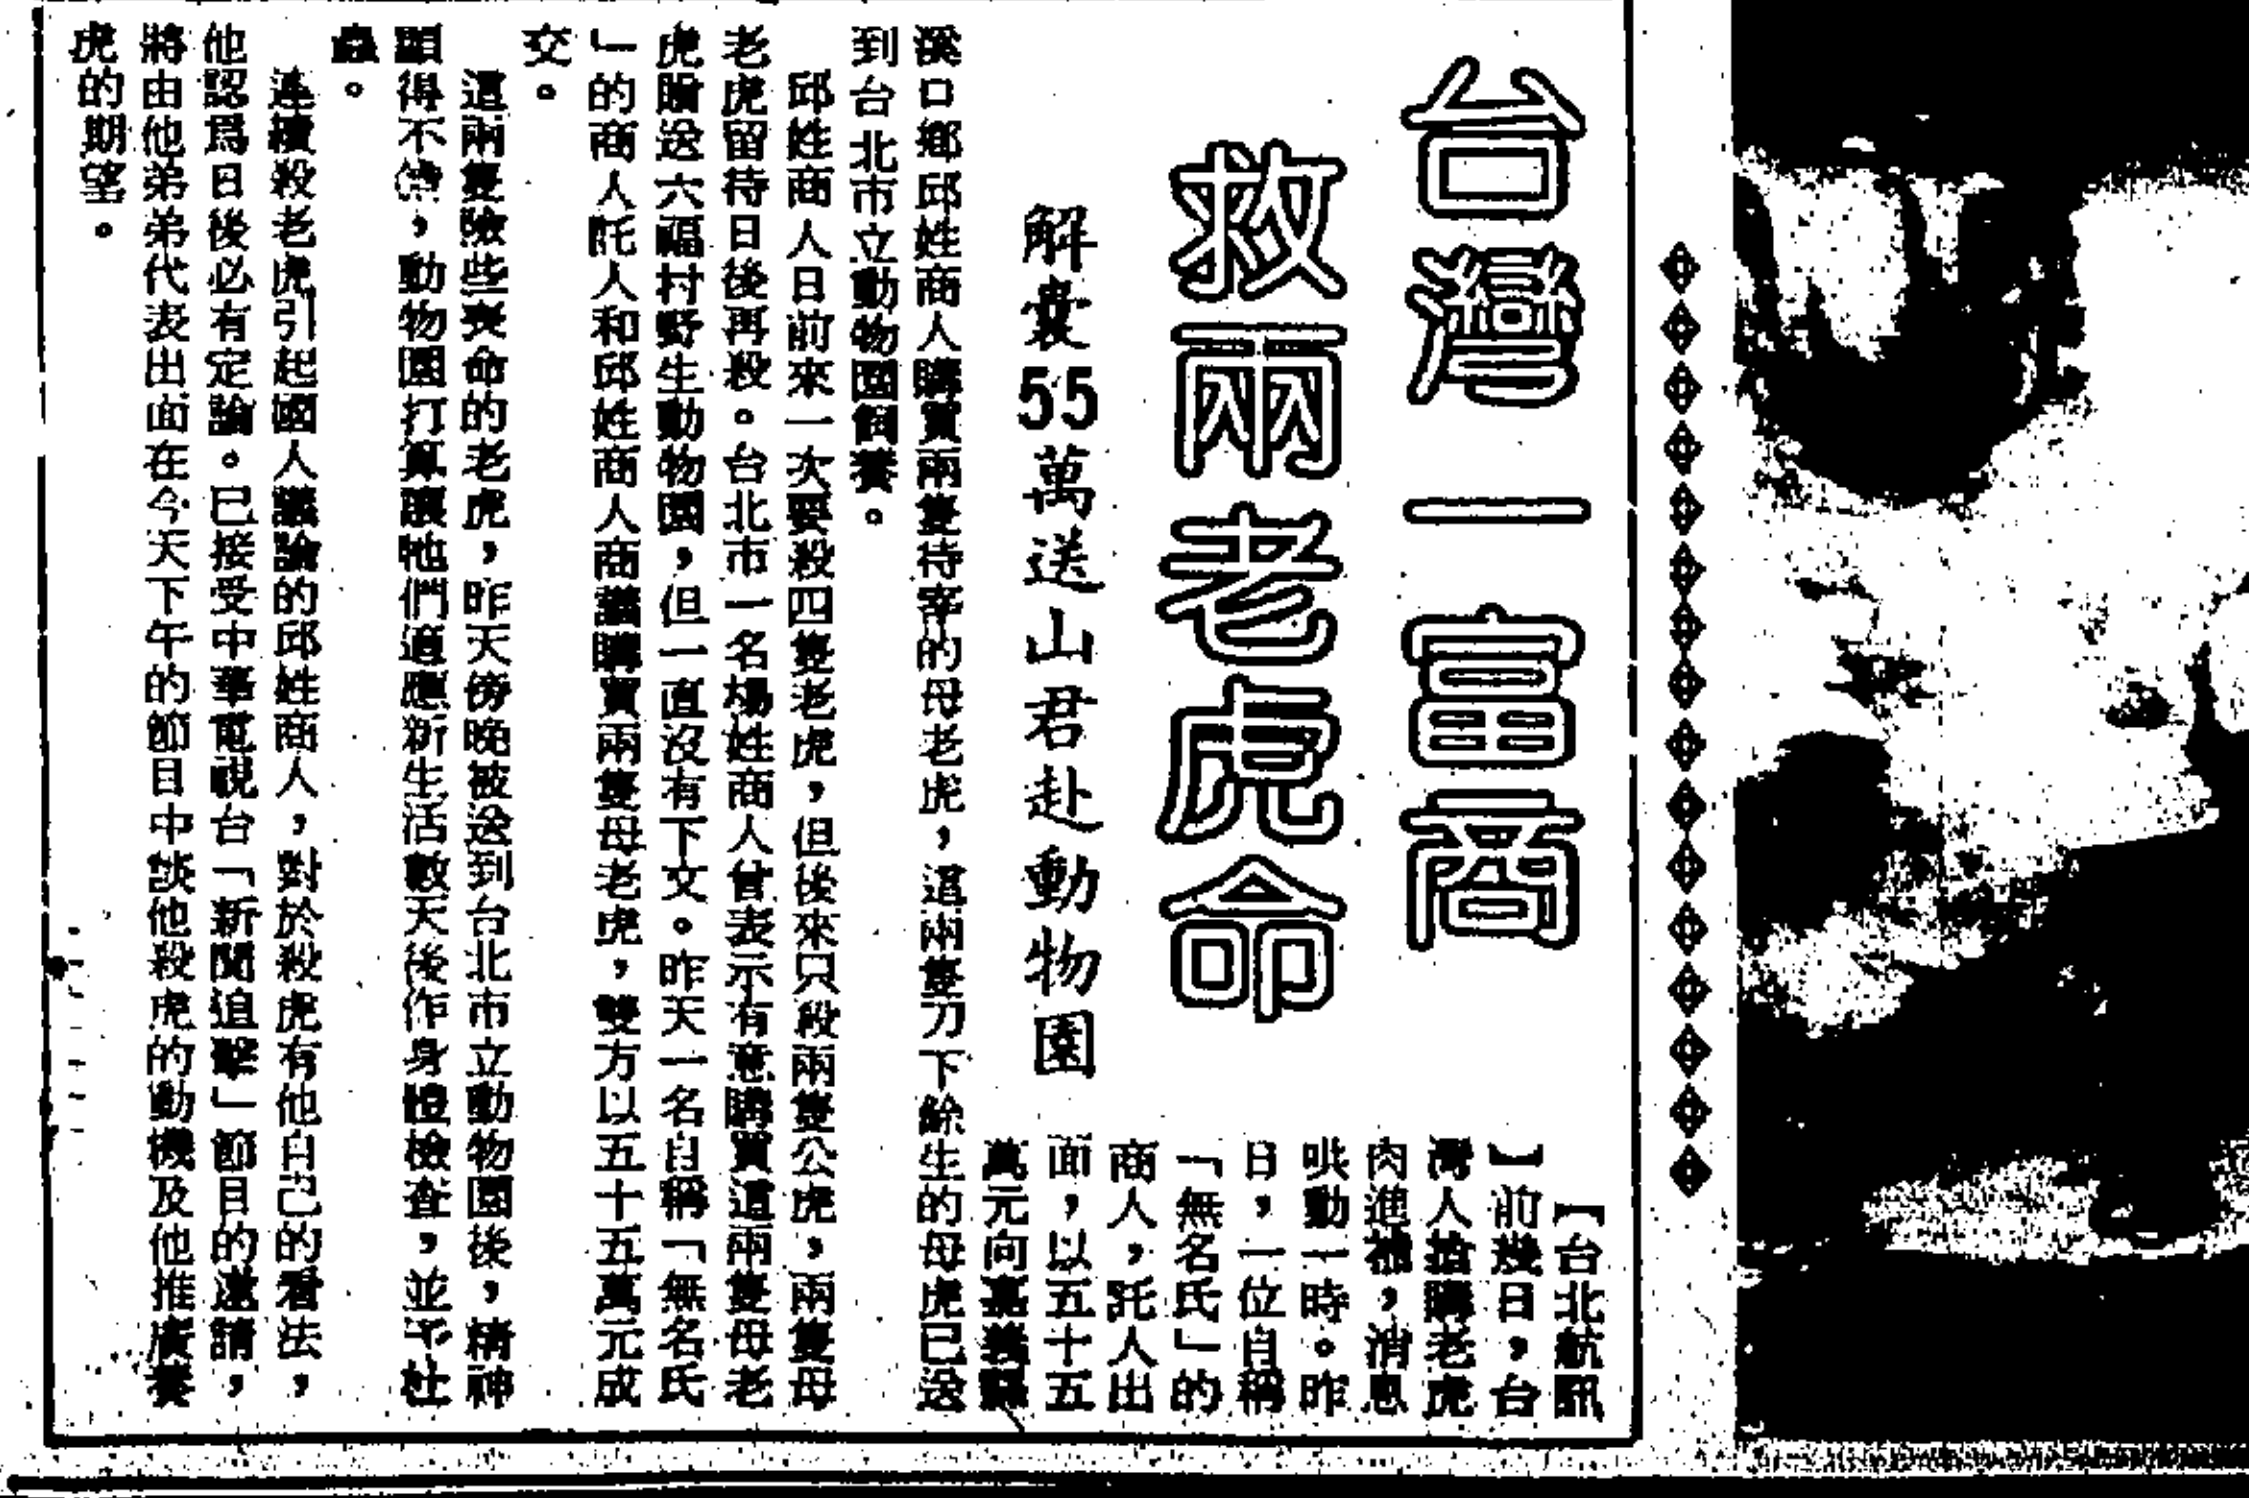 台灣一富商
救兩老虎命
解囊55萬送山君赴動物園
【台北航訊
】前幾日,台
灣人搶購老虎
肉進補,消息
哄動一時。昨
日,一位自稱
「無名氏」的
商人,託人出
面,以五十五
萬元向嘉義縣
溪口鄉邱姓商人購買兩隻待宰的母老虎,這兩隻刀下餘生的母虎已送
到台北市立動物園飼養。
邱姓商人日前來一次要殺四隻老虎,但後來只殺兩隻公虎,兩隻母
老虎留待日後再殺。台北市一名楊姓商人曾表示有意購買這兩隻母老
虎贈送六福村野生動物園,但一直沒有下文。昨天一名自稱「無名氏
」的商人託人和邱姓商人商議購買兩隻母老虎,雙方以五十五萬元成
交。
這兩隻險些喪命的老虎,昨天傍晚被送到台北市立動物園後,精神
顯得不,動物園打算讓牠們適應新生活數天後作身體檢查,並予社
蟲。
連續殺老虎引起國人議論的邱姓商人,對於殺虎有他自己的看法,
他認爲日後必有定論。已接受中華電視台「新聞追擊」節目的邀請,
將由他弟弟代表出面在今天下午的節目中談他殺虎的動機及他推廣養
虎的期望。